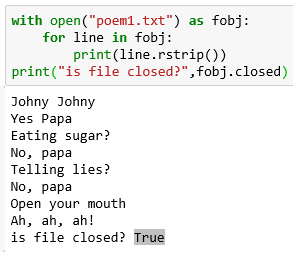 with open("poem1.txt") as fobj:
    for line in fobj:
        print(line.rstrip())
print("is file closed?",fobj.closed)
Johny Johny
Yes Papa
Eating sugar?
No, papa
Telling lies?
No, papa
Open your mouth
Ah, ah, ah!
is file closed? True